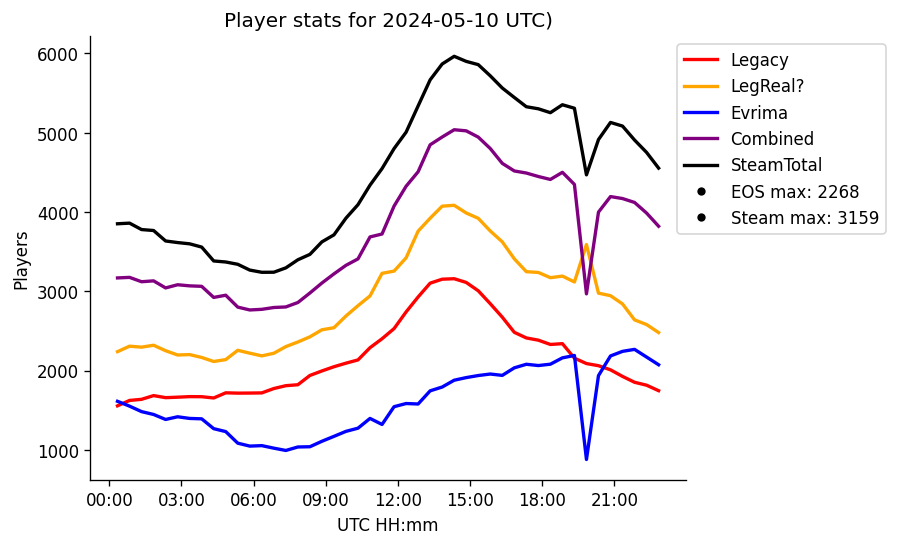 Player stats for 2024-05-10 UTC)
6000
5000
4000
3000
2000
1000
Players
00:00 03:00 06:00 09:00 12:00 15:00 18:00 21:00
UTC HH:mm
Legacy
LegReal?
Evrima
Combined
SteamTotal
EOS max: 2268
Steam max: 3159